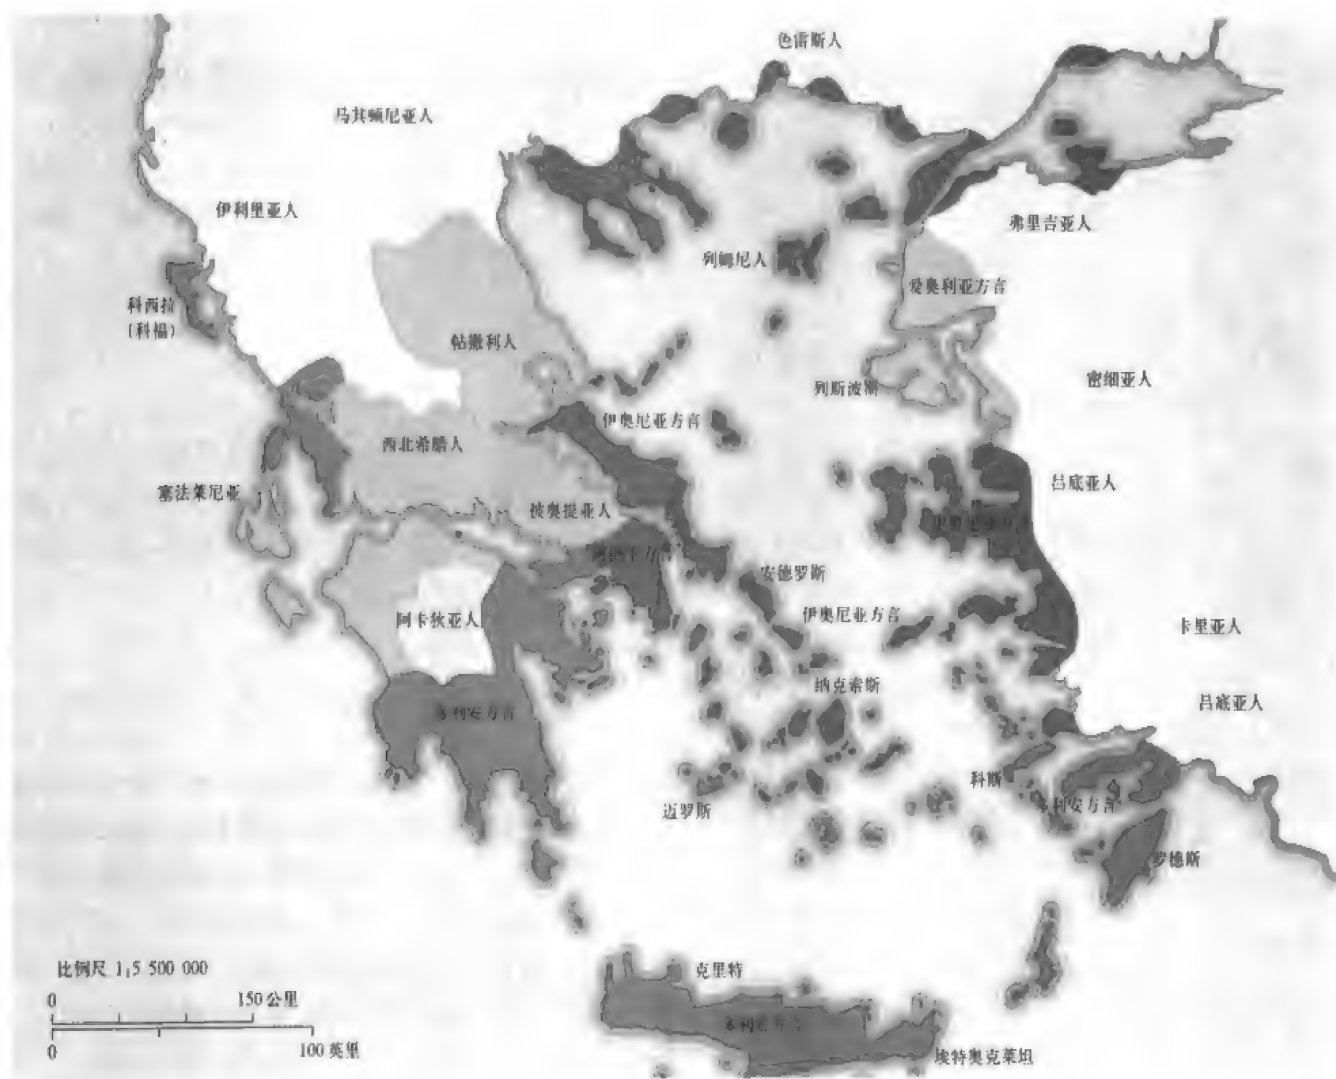 色雷斯人
马其顿尼亚人
伊利里亚人
弗里吉亚人
列姆尼人
爱奥利亚方言
科西拉
(科福)
帖撒利人
列斯波斯
密细亚人
伊奥尼亚方言
西北希腊人
塞法莱尼亚
吕底亚人
彼奥提亚人
安德罗斯
伊奥尼亚方言
阿卡狄亚人
卡里亚人
纳克索斯
吕底亚人
多利安方言
科斯
多利安方言
迈罗斯
罗德斯
比例尺 1:5 500 000
克里特
0
150 公里
多利安方言
0
100 英里
埃特奥克莱坦